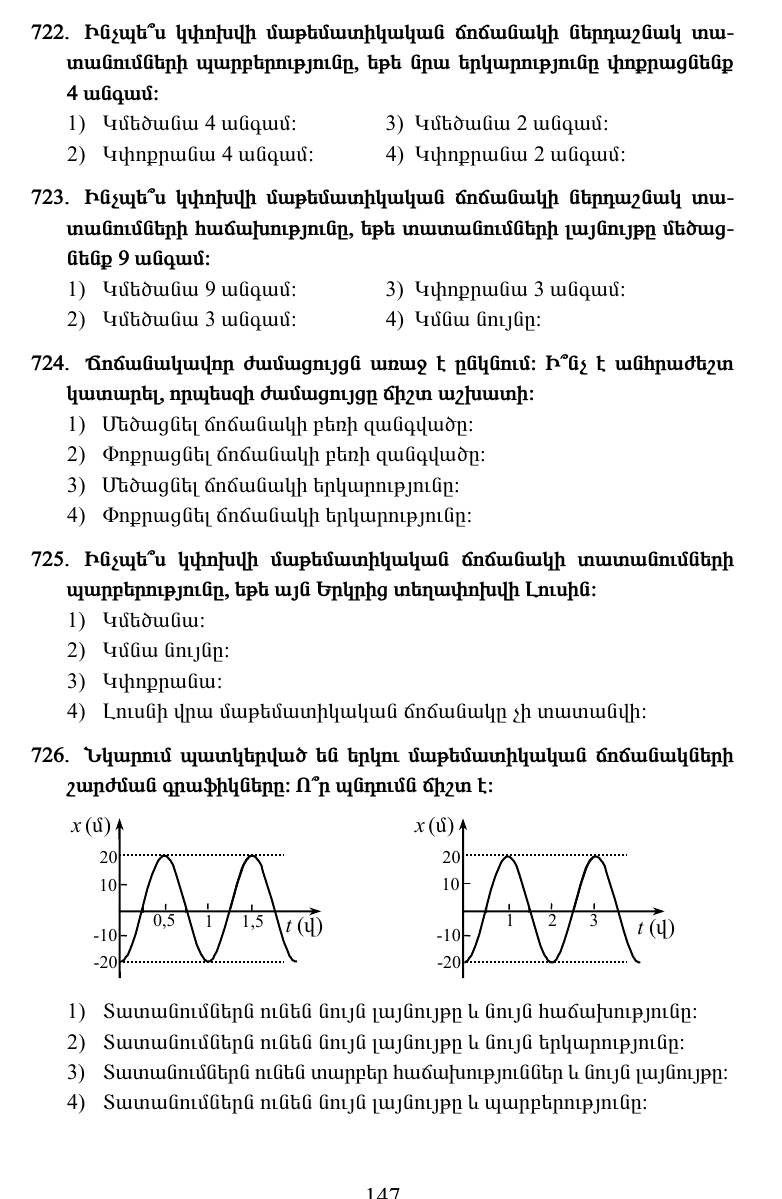 722. Ինչպե՞ս կփոխվի մաթեմատիկական ճոճանակի ներդաշնակ տա-
տանումների պարբերությունը, եթե նրա երկարությունը փոքրացնենք
4 անգամ:
1) Կմեծանա 4 անգամ: 3) Կմեծանա 2 անգամ:
2) Կփոքրանա 4 անգամ: 4) Կփոքրանա 2 անգամ:
723. Ինչպե՞ս կփոխվի մաթեմատիկական ճոճանակի ներդաշնակ տա-
տանումների հաճախությունը, եթե տատանումների լայնույթը մեծաց-
նենք 9 անգամ:
1) Կմեծանա 9 անգամ: 3) Կփոքրանա 3 անգամ:
2) Կմեծանա 3 անգամ: 4) Կմնա նույնը:
724. Ճոճանակավոր ժամացույցն առաջ է ընկնում: Ի՞նչ է անհրաժեշտ
կատարել, որպեսզի ժամացույցը ճիշտ աշխատի:
1) Մեծացնել ճոճանակի բեռի զանգվածը:
2) Փոքրացնել ճոճանակի բեռի զանգվածը:
3) Մեծացնել ճոճանակի երկարությունը:
4) Փոքրացնել ճոճանակի երկարությունը:
725. Ինչպե՞ս կփոխվի մաթեմատիկական ճոճանակի տատանումների
պարբերությունը, եթե այն Երկրից տեղափոխվի Լուսին:
1) Կմեծանա:
2) Կմնա նույնը:
3) Կփոքրանա:
4) Լուսնի վրա մաթեմատիկական ճոճանակը չի տատանվի:
726. Նկարում պատկերված են երկու մաթեմատիկական ճոճանակների
շարժման գրաֆիկները: Ո՞ր պնդումն ճիշտ է:
x (մ) x (մ)
20 20
10 10
0,5 1 1,5 t (վ) 1 2 3 t (վ)
-10 -10
-20 -20
1) Տատանումներն ունեն նույն լայնույթը և նույն հաճախությունը:
2) Տատանումներն ունեն նույն լայնույթը և նույն երկարությունը:
3) Տատանումներն ունեն տարբեր հաճախություններ և նույն լայնույթը:
4) Տատանումներն ունեն նույն լայնույթը և պարբերությունը:
147